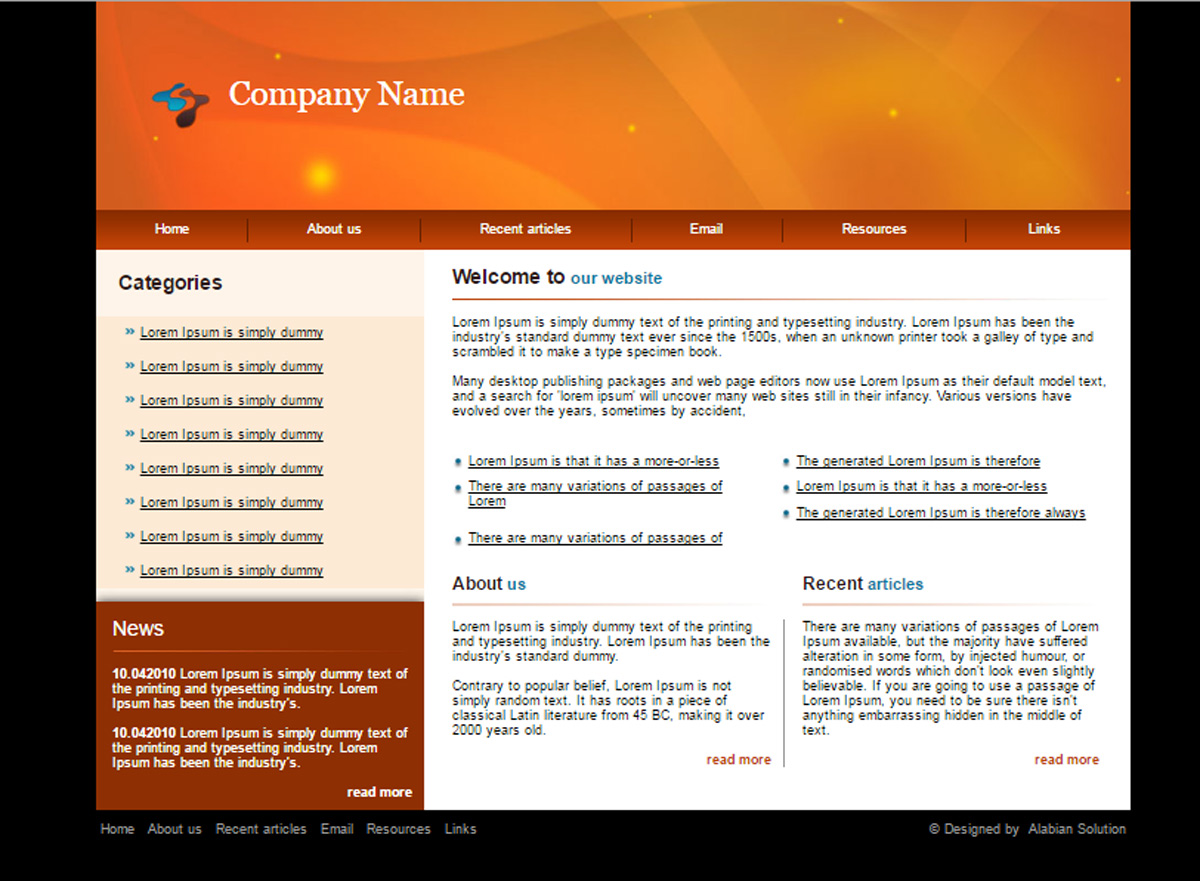 Company Name
Home
About us
Recent articles
Email
Resources
Links
Categories
» Lorem Ipsum is simply dummy
» Lorem Ipsum is simply dummy
» Lorem Ipsum is simply dummy
» Lorem Ipsum is simply dummy
» Lorem Ipsum is simply dummy
» Lorem Ipsum is simply dummy
» Lorem Ipsum is simply dummy
» Lorem Ipsum is simply dummy
News
10.042010 Lorem Ipsum is simply dummy text of
the printing and typesetting industry. Lorem
Ipsum has been the industry's.
10.042010 Lorem Ipsum is simply dummy text of
the printing and typesetting industry. Lorem
Ipsum has been the industry's.
read more
Welcome to our website
Lorem Ipsum is simply dummy text of the printing and typesetting industry. Lorem Ipsum has been the
industry's standard dummy text ever since the 1500s, when an unknown printer took a galley of type and
scrambled it to make a type specimen book.
Many desktop publishing packages and web page editors now use Lorem Ipsum as their default model text,
and a search for 'lorem ipsum' will uncover many web sites still in their infancy. Various versions have
evolved over the years, sometimes by accident,
• Lorem Ipsum is that it has a more-or-less
• There are many variations of passages of
Lorem
• There are many variations of passages of
• The generated Lorem Ipsum is therefore
• Lorem Ipsum is that it has a more-or-less
• The generated Lorem Ipsum is therefore always
About us
Lorem Ipsum is simply dummy text of the printing
and typesetting industry. Lorem Ipsum has been the
industry's standard dummy.
Contrary to popular belief, Lorem Ipsum is not
simply random text. It has roots in a piece of
classical Latin literature from 45 BC, making it over
2000 years old.
read more
Recent articles
There are many variations of passages of Lorem
Ipsum available, but the majority have suffered
alteration in some form, by injected humour, or
randomised words which don't look even slightly
believable. If you are going to use a passage of
Lorem Ipsum, you need to be sure there isn't
anything embarrassing hidden in the middle of
text.
read more
Home About us Recent articles Email Resources Links
© Designed by Alabian Solution